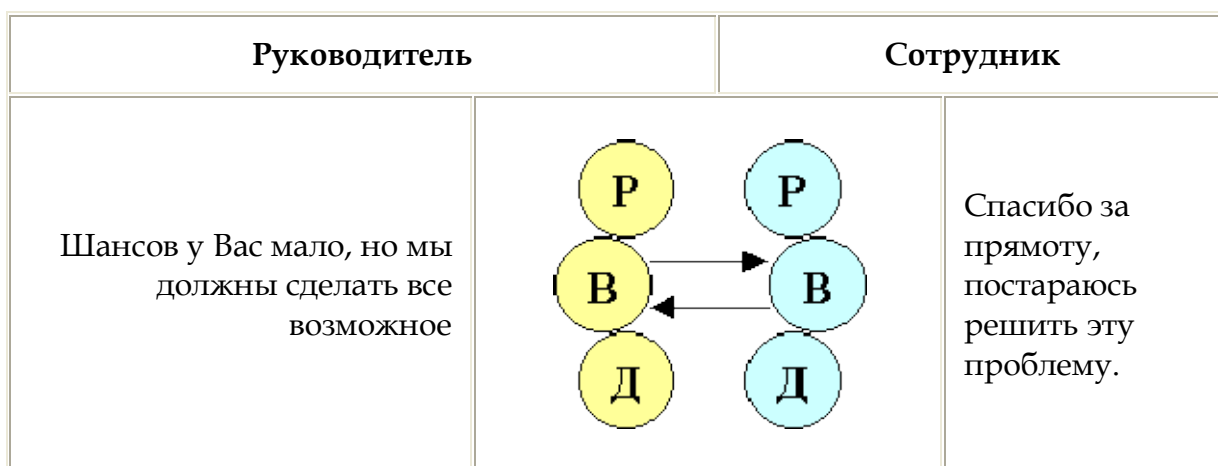 Руководитель
Сотрудник
Шансов у Вас мало, но мы
должны сделать все
возможное
Р
Р
В
В
Д
Д
Спасибо за
прямоту,
постараюсь
решить эту
проблему.